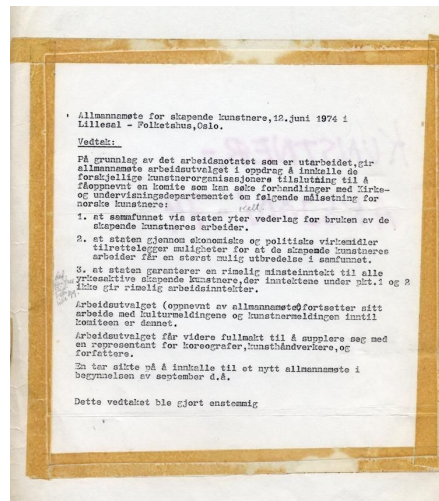 Allmannamøte for skapende kunstnere,12.juni 1974 i
Lillesal - Folketshus,Oslo.
Vedtak:
På grunnlag av det arbeidsnotatet som er utarbeidet,gir
allmannamøte arbeidsutvalget i oppdrag å innkalle de
forskjellige kunstnerorganisasjoners tilslutning til å
fåoppnevnt en komite som kan søke forhandlinger med Kirke-
og undervisningsdepartementet om følgende målsetning for
norske kunstnere:
1. at sammfunnet via staten yter vederlag for bruken av de
skapende kunstneres arbeider.
2. at staten gjennom økonomiske og politiske virkemidler
tilrettelegger muligheter for at de skapende kunstneres
arbeider får en størst mulig utbredelse i samfunnet.
3. at staten garanterer en rimelig minsteinntekt til alle
yrkesaktive skapende kunstnere,der inntektene under pkt.1 og 2
ikke gir rimelig arbeidsinntekter.
Arbeidsutvalget (oppnevnt av allmannamøte)fortsetter sitt
arbeide med kulturmeldingene og kunstnermeldingen inntil
komiteen er dannet.
Arbeidsutvalget får videre fullmakt til å supplere seg med
en representant for koreografer,kunsthåndverkere,og
forfattere.
En tar sikte på å innkalle til et nytt allmannamøte i
begynnelsen av september d.å.
Dette vedtaket ble gjort enstemmig